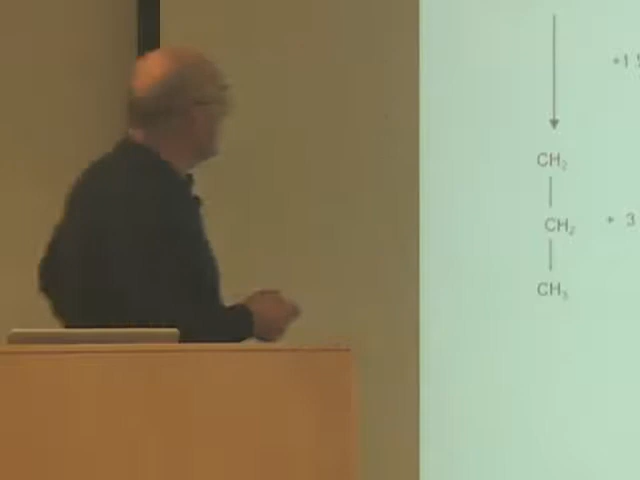 +1
CH₂
CH₂
+ 3
CH₃